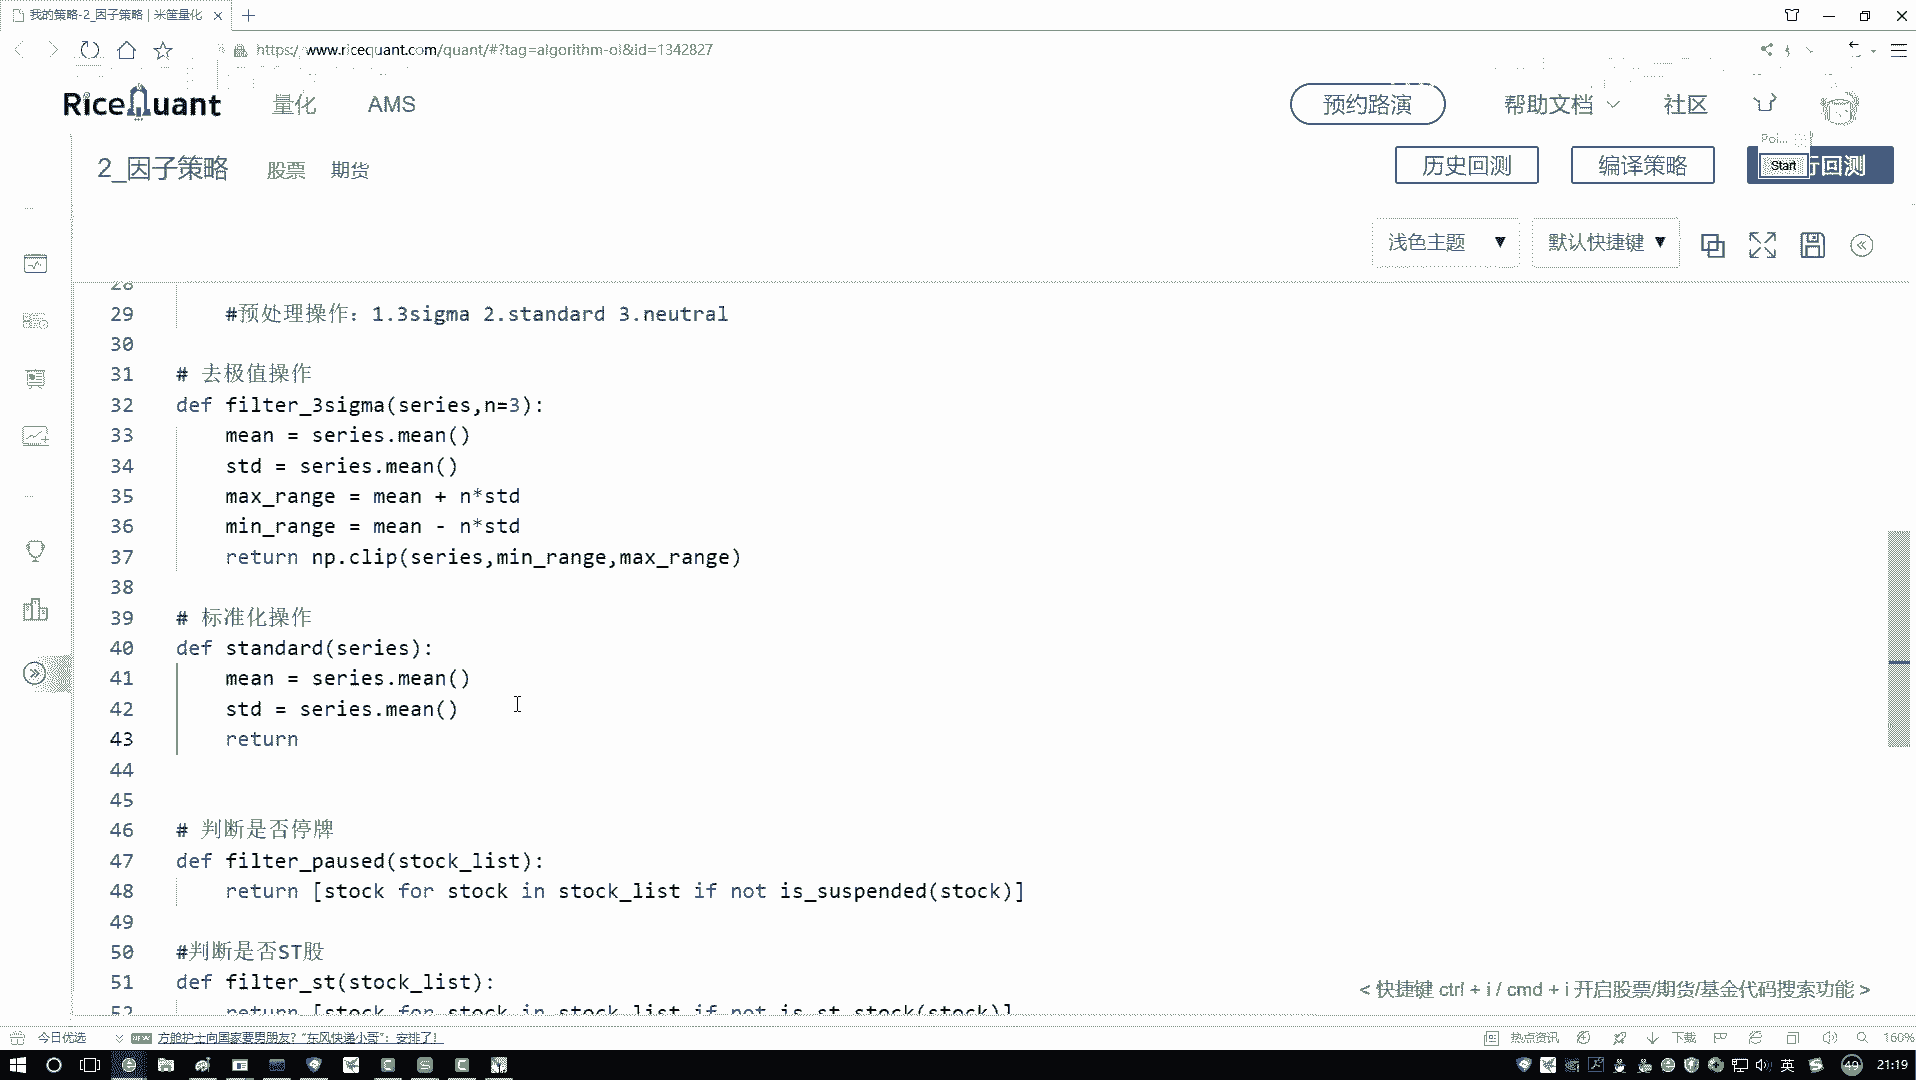 我的策略-2_因子策略 | 米筐量化
https://www.ricequant.com/quant/#?tag=algorithm-ol&id=1342827
RiceQuant 量化 AMS 预约路演 帮助文档 社区
2_因子策略 股票 期货 历史回测 编译策略 行回测
Poi...
Start
浅色主题 ▼ 默认快捷键 ▼
28
29 #预处理操作：1.3sigma 2.standard 3.neutral
30
31 # 去极值操作
32 def filter_3sigma(series,n=3):
33 mean = series.mean()
34 std = series.mean()
35 max_range = mean + n*std
36 min_range = mean - n*std
37 return np.clip(series,min_range,max_range)
38
39 # 标准化操作
40 def standard(series):
41 mean = series.mean()
42 std = series.mean()
43 return
44
45
46 # 判断是否停牌
47 def filter_paused(stock_list):
48 return [stock for stock in stock_list if not is_suspended(stock)]
49
50 #判断是否ST股
51 def filter_st(stock_list):
52 return [stock for stock in stock_list if not is_st_stock(stock)]
< 快捷键 ctrl + i / cmd + i 开启股票/期货/基金代码搜索功能 >
今日优选 NEW 方舱护士向国家要男朋友？“东风快递小哥”：安排了！ 热点资讯 下载 160%
英 49 21:19